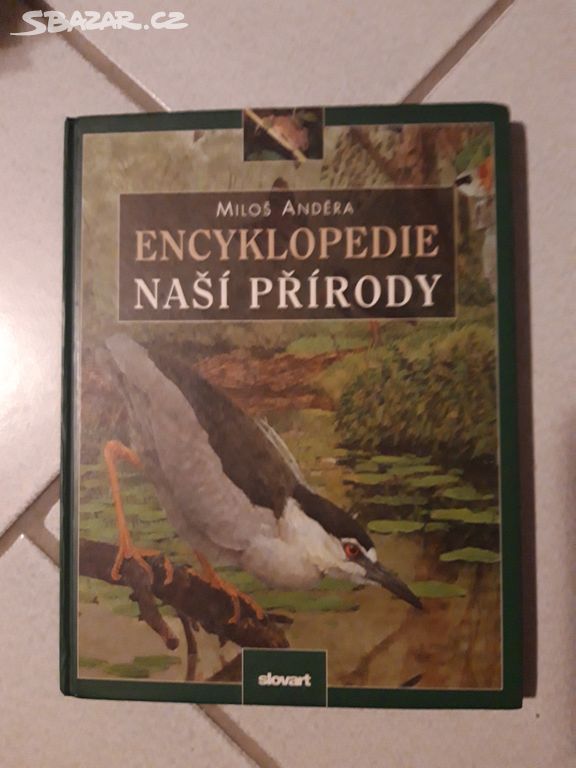 SBAZAR.CZ
MILOŠ ANDĚRA
ENCYKLOPEDIE
NAŠÍ PŘÍRODY
slovart